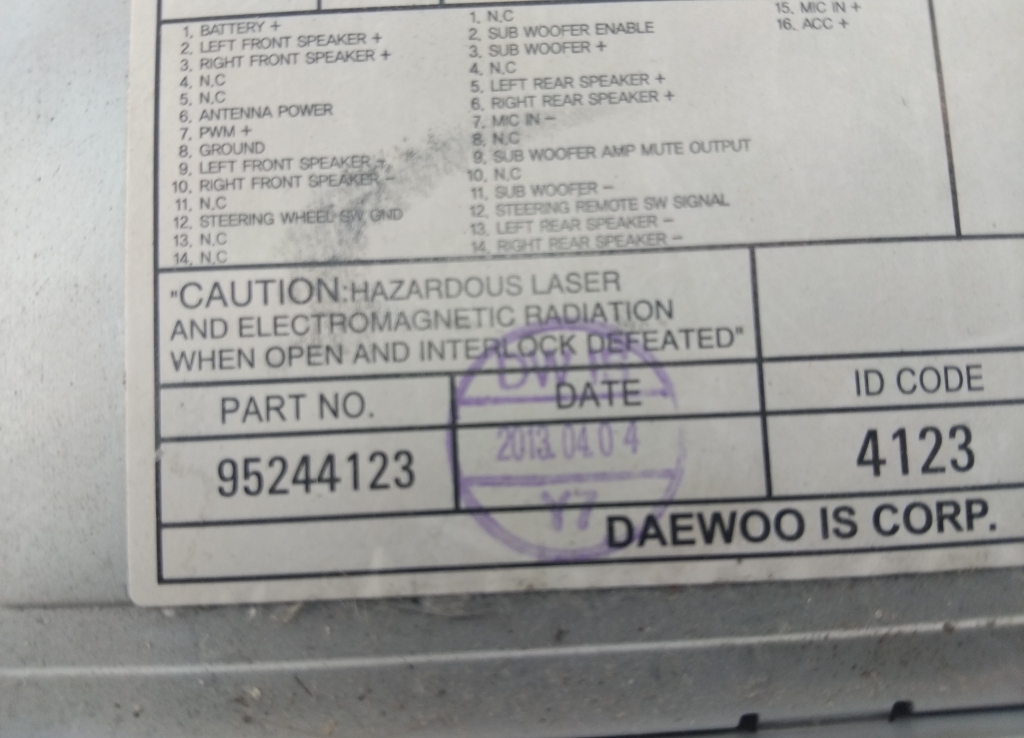 1. BATTERY +
2. LEFT FRONT SPEAKER +
3. RIGHT FRONT SPEAKER +
4. N.C
5. N.C
6. ANTENNA POWER
7. PWM +
8. GROUND
9. LEFT FRONT SPEAKER -
10. RIGHT FRONT SPEAKER -
11. N.C
12. STEERING WHEEL SW GND
13. N.C
14. N.C
1. N.C
2. SUB WOOFER ENABLE
3. SUB WOOFER +
4. N.C
5. LEFT REAR SPEAKER +
6. RIGHT REAR SPEAKER +
7. MIC IN -
8. N.C
9. SUB WOOFER AMP MUTE OUTPUT
10. N.C
11. SUB WOOFER -
12. STEERING REMOTE SW SIGNAL
13. LEFT REAR SPEAKER -
14. RIGHT REAR SPEAKER -
15. MIC IN +
16. ACC +
"CAUTION:HAZARDOUS LASER
AND ELECTROMAGNETIC RADIATION
WHEN OPEN AND INTERLOCK DEFEATED"
PART NO.
DATE
ID CODE
95244123
DW IS
2013.04.04
Y7
4123
DAEWOO IS CORP.